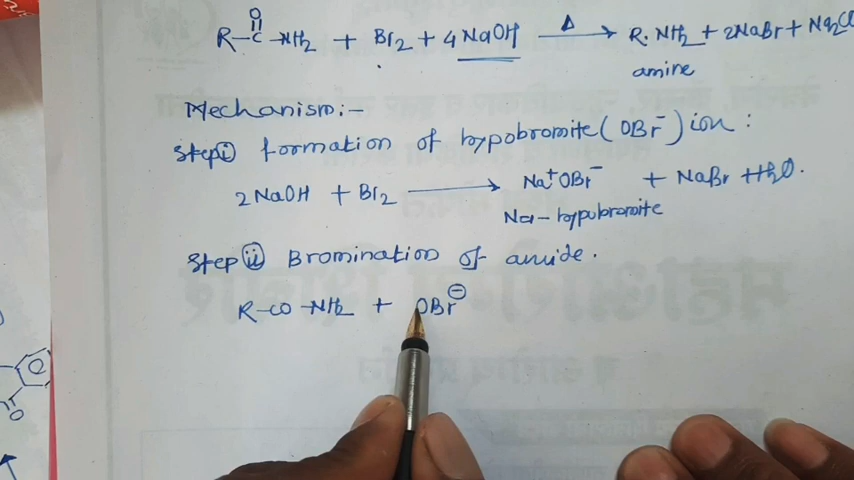 O
R-C-NH2 + Br2 + 4NaOH Δ→ R.NH2 + 2NaBr + Na2C
amine
Mechanism:-
Step(i) formation of hypobromite(OBr⁻) ion:
2NaOH + Br2 → Na⁺OBr⁻ + NaBr + H2O.
Na-hypobromite
Step(ii) Bromination of amide.
R-CO-NH2 + OBr⊖
O
O